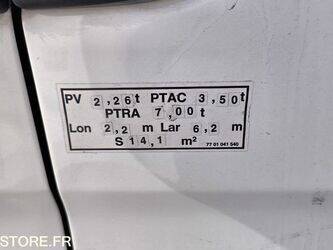 PV 2,26t PTAC 3,50t
PTRA 7,00t
Lon 2,2 m Lar 6,2 m
S 14,1 m²
77 01 041 540
STORE.FR